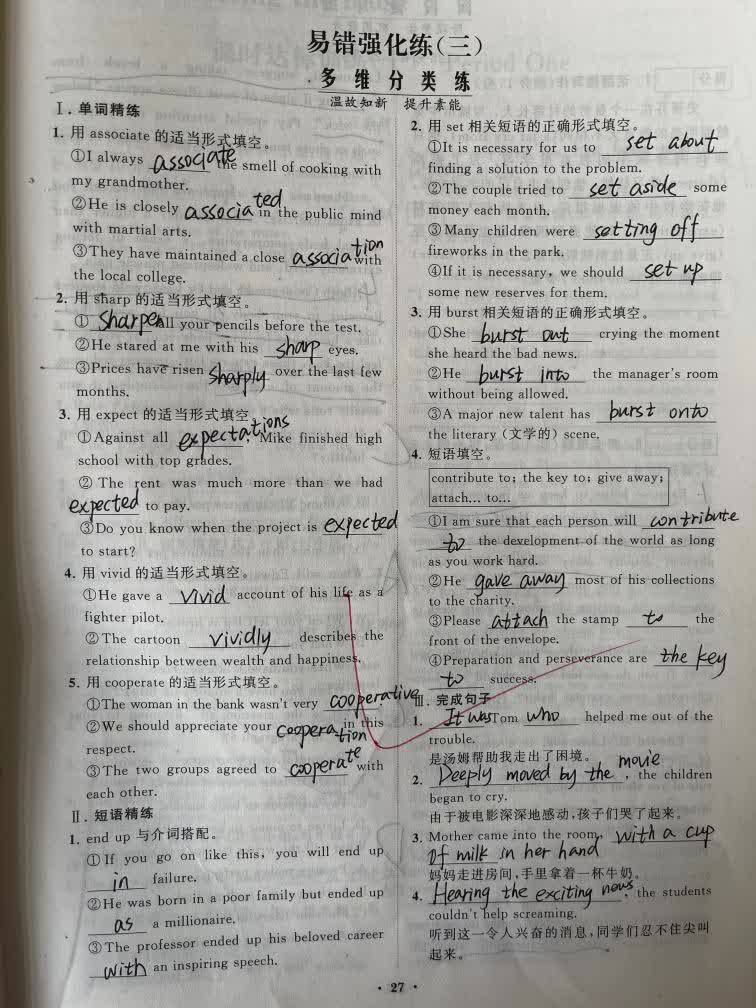 易错强化练(三)
多维分类练
温故知新 提升素能
Ⅰ. 单词精练
1. 用 associate 的适当形式填空。
①I always associate the smell of cooking with
my grandmother.
②He is closely associated in the public mind
with martial arts.
③They have maintained a close association with
the local college.
2. 用 sharp 的适当形式填空。
① Sharpen all your pencils before the test.
②He stared at me with his sharp eyes.
③Prices have risen sharply over the last few
months.
3. 用 expect 的适当形式填空。
①Against all expectations, Mike finished high
school with top grades.
② The rent was much more than we had
expected to pay.
③Do you know when the project is expected
to start?
4. 用 vivid 的适当形式填空。
①He gave a vivid account of his life as a
fighter pilot.
②The cartoon vividly describes the
relationship between wealth and happiness.
5. 用 cooperate 的适当形式填空。
①The woman in the bank wasn't very cooperative.
②We should appreciate your cooperation in this
respect.
③The two groups agreed to cooperate with
each other.
Ⅱ. 短语精练
1. end up 与介词搭配。
①If you go on like this, you will end up
in failure.
②He was born in a poor family but ended up
as a millionaire.
③The professor ended up his beloved career
with an inspiring speech.
2. 用 set 相关短语的正确形式填空。
①It is necessary for us to set about
finding a solution to the problem.
②The couple tried to set aside some
money each month.
③Many children were setting off
fireworks in the park.
④If it is necessary, we should set up
some new reserves for them.
3. 用 burst 相关短语的正确形式填空。
①She burst out crying the moment
she heard the bad news.
②He burst into the manager's room
without being allowed.
③A major new talent has burst onto
the literary (文学的) scene.
4. 短语填空。
contribute to; the key to; give away;
attach... to...
①I am sure that each person will contribute
to the development of the world as long
as you work hard.
②He gave away most of his collections
to the charity.
③Please attach the stamp to the
front of the envelope.
④Preparation and perseverance are the key
to success.
Ⅲ. 完成句子
1. It was Tom who helped me out of the
trouble.
是汤姆帮助我走出了困境。
2. Deeply moved by the movie, the children
began to cry.
由于被电影深深地感动,孩子们哭了起来。
3. Mother came into the room, with a cup
of milk in her hand
妈妈走进房间,手里拿着一杯牛奶。
4. Hearing the exciting news, the students
couldn't help screaming.
听到这一令人兴奋的消息,同学们忍不住尖叫
起来。
· 27 ·